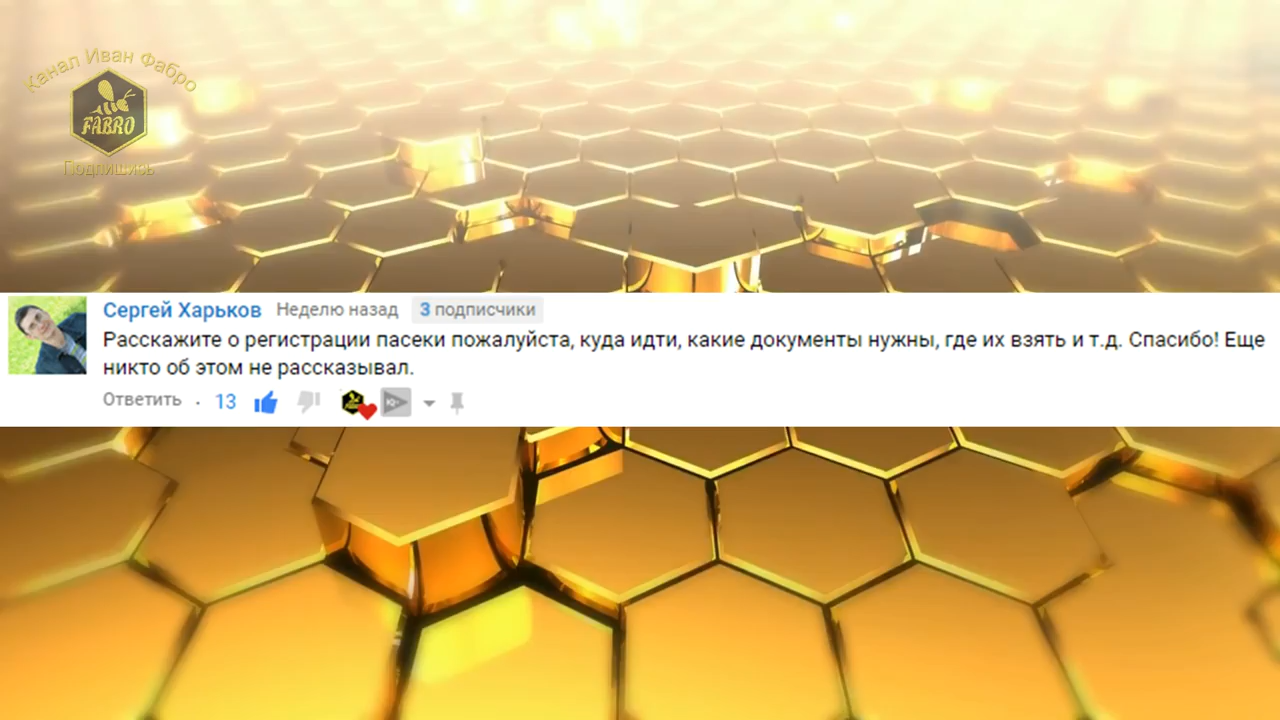 Канал Иван Фабро
FABRO
Подпишись
Сергей Харьков Неделю назад 3 подписчики
Расскажите о регистрации пасеки пожалуйста, куда идти, какие документы нужны, где их взять и т.д. Спасибо! Еще
никто об этом не рассказывал.
Ответить · 13